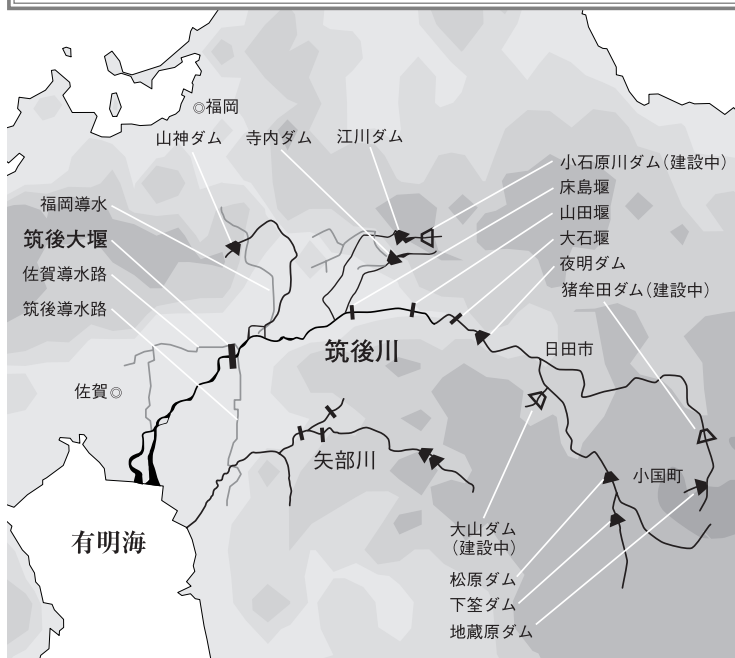 ◎福岡
山神ダム
寺内ダム
江川ダム
小石原川ダム（建設中）
床島堰
山田堰
大石堰
夜明ダム
猪牟田ダム（建設中）
福岡導水
筑後大堰
佐賀導水路
筑後導水路
筑後川
日田市
佐賀◎
矢部川
小国町
有明海
大山ダム
（建設中）
松原ダム
下筌ダム
地蔵原ダム